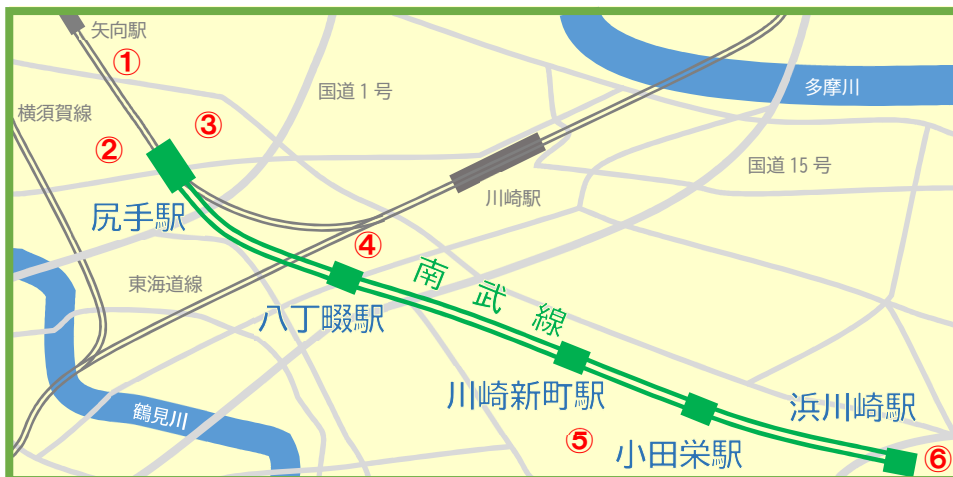 矢向駅
①
国道1号
多摩川
横須賀線
③
②
国道15号
川崎駅
尻手駅
④
東海道線
南武線
八丁畷駅
川崎新町駅
浜川崎駅
鶴見川
⑤
小田栄駅
⑥